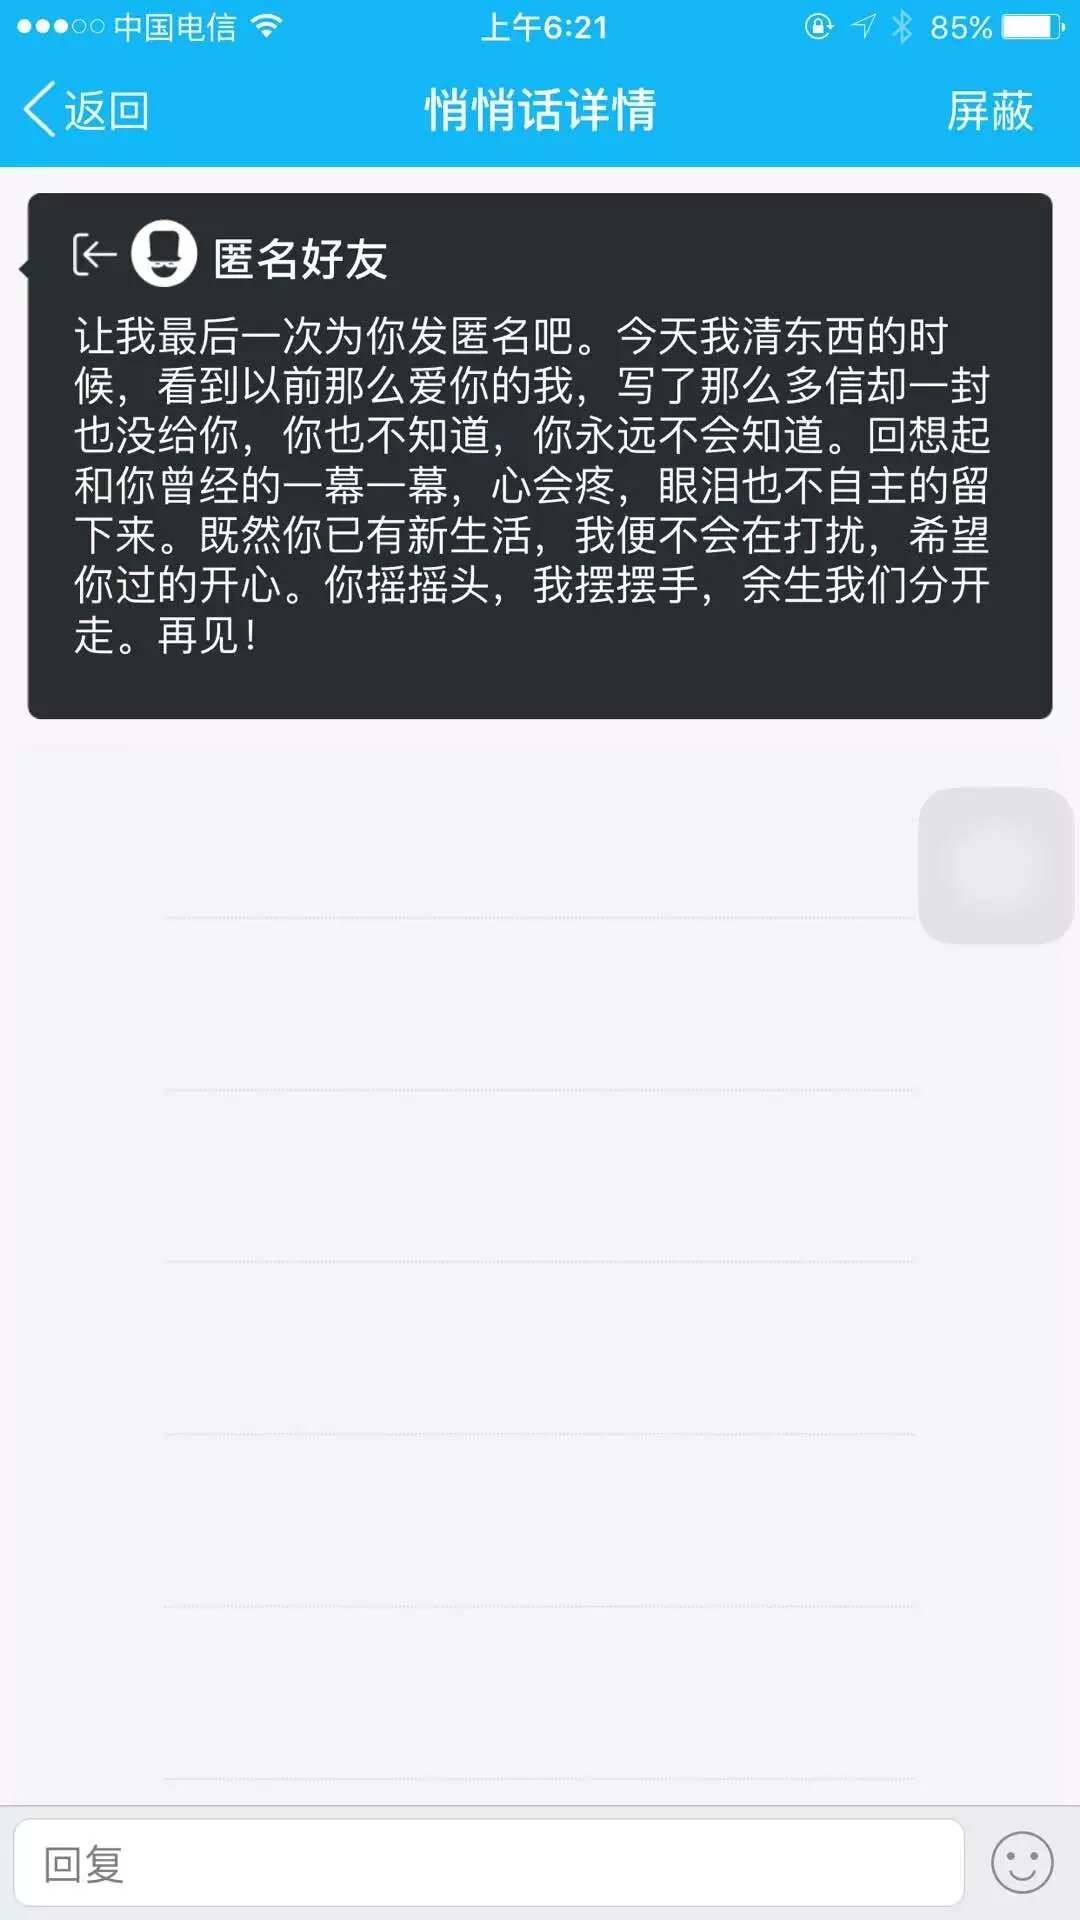 中国电信
上午6:21
85%
返回
悄悄话详情
屏蔽
匿名好友
让我最后一次为你发匿名吧。今天我清东西的时
候，看到以前那么爱你的我，写了那么多信却一封
也没给你，你也不知道，你永远不会知道。回想起
和你曾经的一幕一幕，心会疼，眼泪也不自主的留
下来。既然你已有新生活，我便不会在打扰，希望
你过的开心。你摇摇头，我摆摆手，余生我们分开
走。再见！
回复